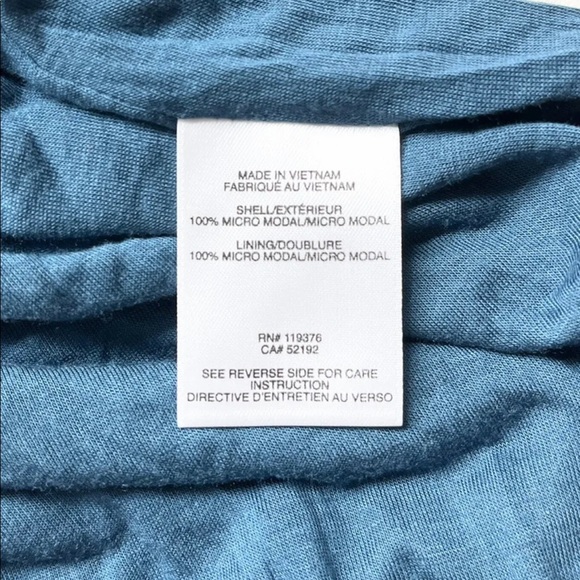 MADE IN VIETNAM
FABRIQUÉ AU VIETNAM
SHELL/EXTÉRIEUR
100% MICRO MODAL/MICRO MODAL
LINING/DOUBLURE
100% MICRO MODAL/MICRO MODAL
RN# 119376
CA# 52192
SEE REVERSE SIDE FOR CARE
INSTRUCTION
DIRECTIVE D'ENTRETIEN AU VERSO